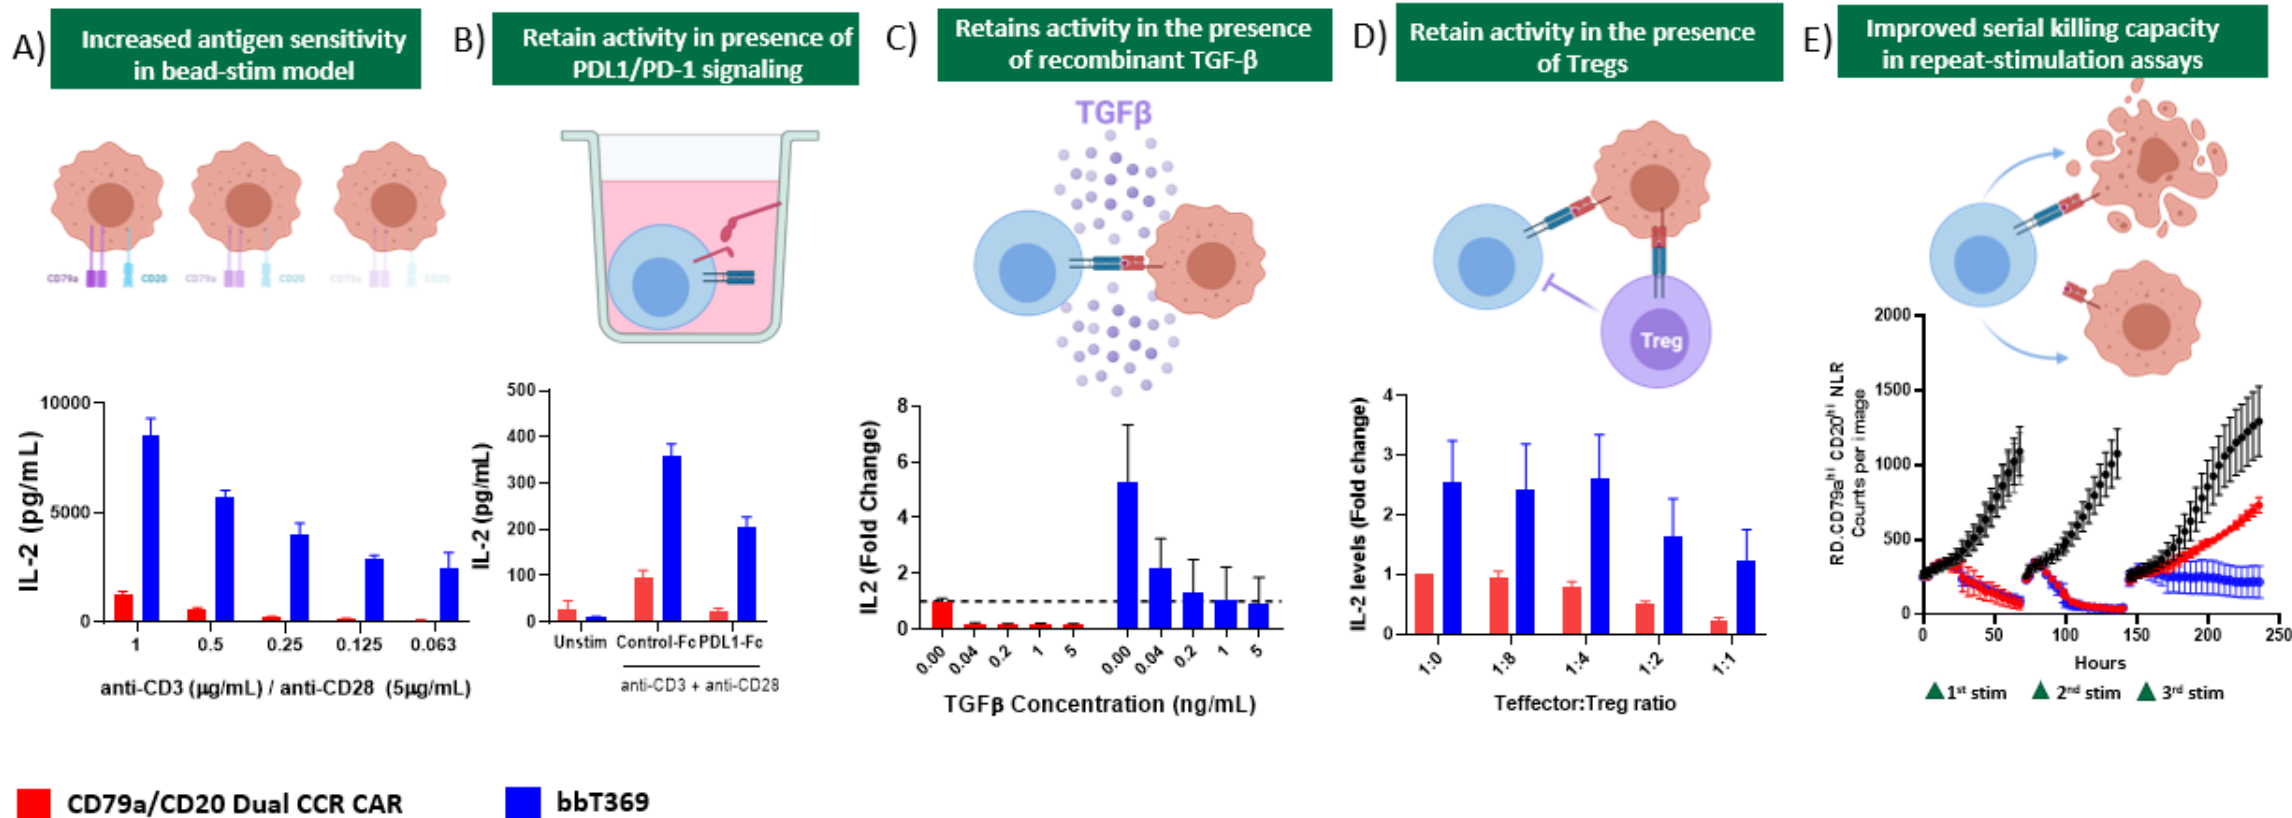 A)
Increased antigen sensitivity
in bead-stim model
CD79a
CD20
CD79a
CD20
CD79a
CD20
10000
5000
0
IL-2 (pg/mL)
1
0.5
0.25
0.125
0.063
anti-CD3 (μg/mL) / anti-CD28 (5μg/mL)
B)
Retain activity in presence of
PDL1/PD-1 signaling
500
400
300
200
100
0
IL-2 (pg/mL)
Unstim
Control-Fc
PDL1-Fc
anti-CD3 + anti-CD28
C)
Retains activity in the presence
of recombinant TGF-β
TGFβ
8
6
4
2
0
IL2 (Fold Change)
0.00
0.04
0.2
1
5
0.00
0.04
0.2
1
5
TGFβ Concentration (ng/mL)
D)
Retain activity in the presence
of Tregs
Treg
4
3
2
1
0
IL-2 levels (Fold change)
1:0
1:8
1:4
1:2
1:1
Teffector:Treg ratio
E)
Improved serial killing capacity
in repeat-stimulation assays
2000
1500
1000
500
0
RD.CD79aʰⁱ CD20ʰⁱ NLR
Counts per image
0
50
100
150
200
250
Hours
1ˢᵗ stim
2ⁿᵈ stim
3ʳᵈ stim
CD79a/CD20 Dual CCR CAR
bbT369